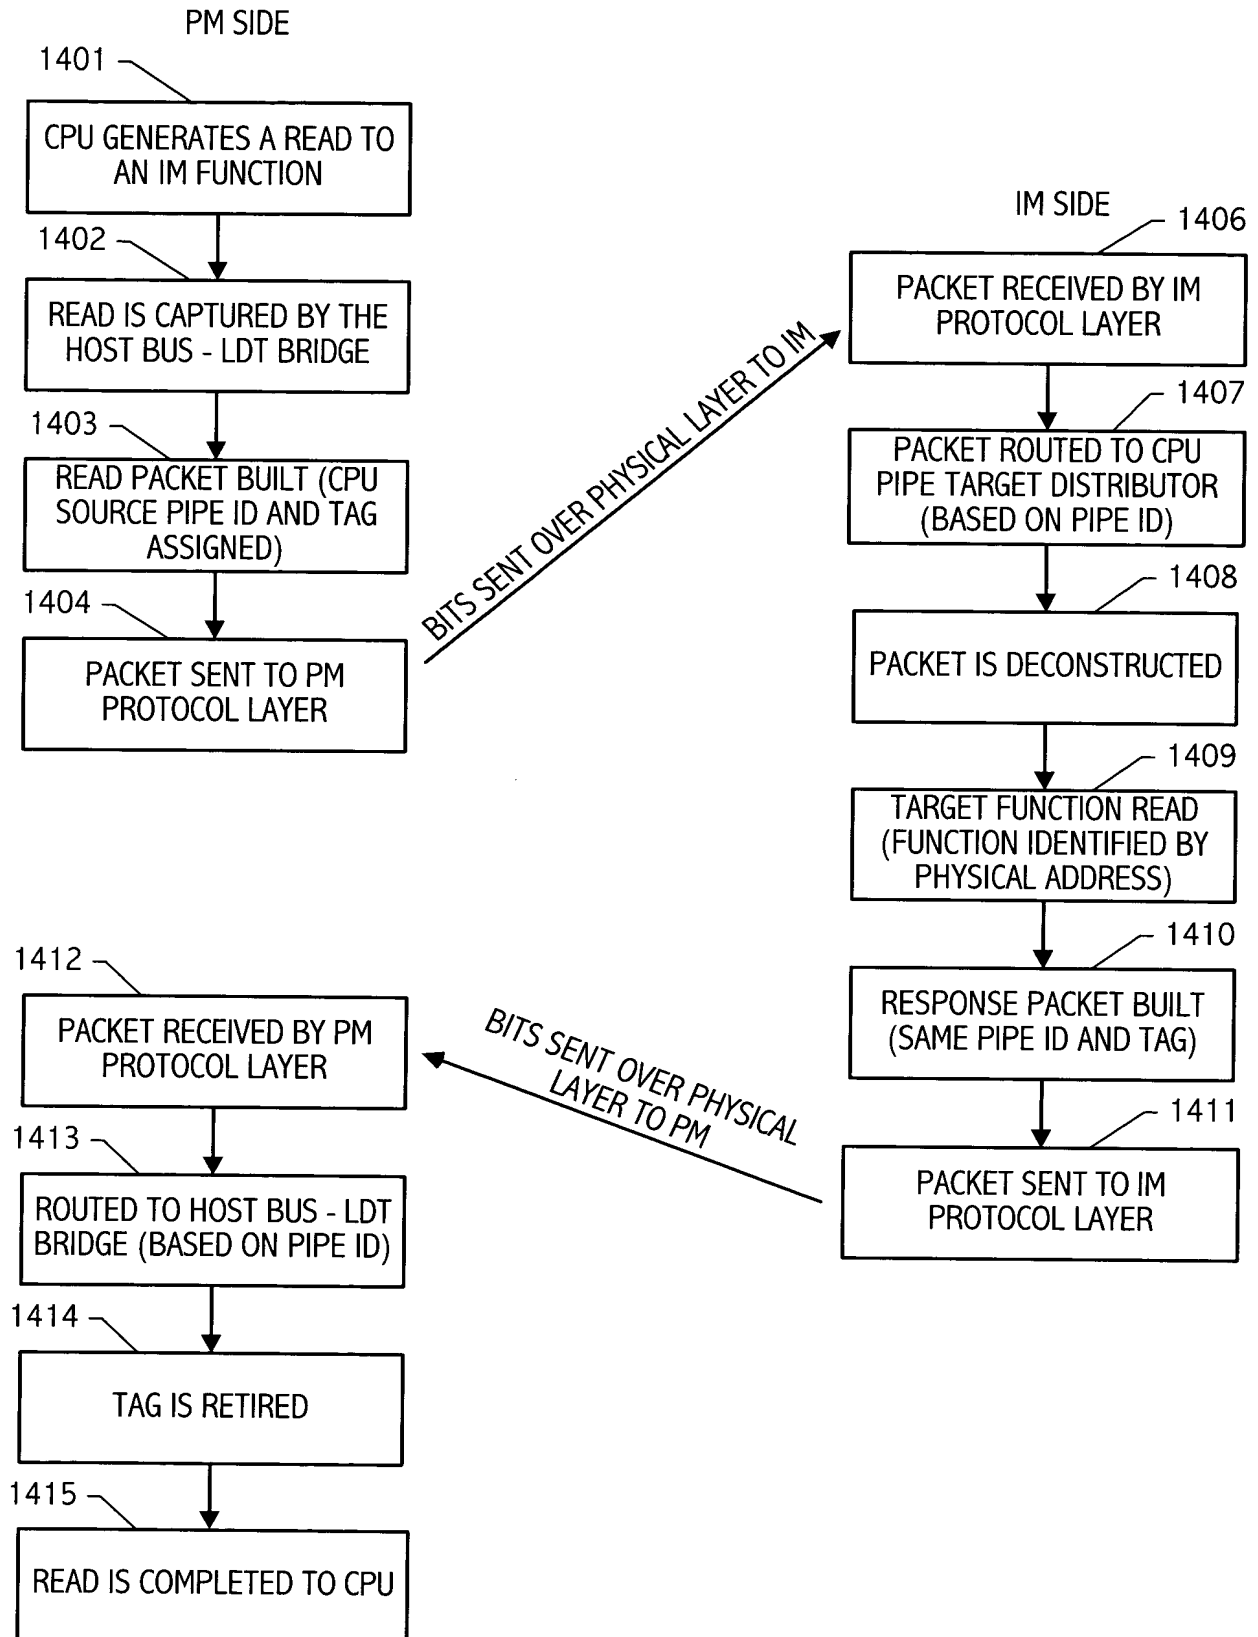 PM SIDE
1401
CPU GENERATES A READ TO
AN IM FUNCTION
1402
READ IS CAPTURED BY THE
HOST BUS - LDT BRIDGE
1403
READ PACKET BUILT (CPU
SOURCE PIPE ID AND TAG
ASSIGNED)
1404
PACKET SENT TO PM
PROTOCOL LAYER
BITS SENT OVER PHYSICAL LAYER TO IM
IM SIDE
1406
PACKET RECEIVED BY IM
PROTOCOL LAYER
1407
PACKET ROUTED TO CPU
PIPE TARGET DISTRIBUTOR
(BASED ON PIPE ID)
1408
PACKET IS DECONSTRUCTED
1409
TARGET FUNCTION READ
(FUNCTION IDENTIFIED BY
PHYSICAL ADDRESS)
1410
RESPONSE PACKET BUILT
(SAME PIPE ID AND TAG)
1411
PACKET SENT TO IM
PROTOCOL LAYER
BITS SENT OVER PHYSICAL
LAYER TO PM
1412
PACKET RECEIVED BY PM
PROTOCOL LAYER
1413
ROUTED TO HOST BUS - LDT
BRIDGE (BASED ON PIPE ID)
1414
TAG IS RETIRED
1415
READ IS COMPLETED TO CPU